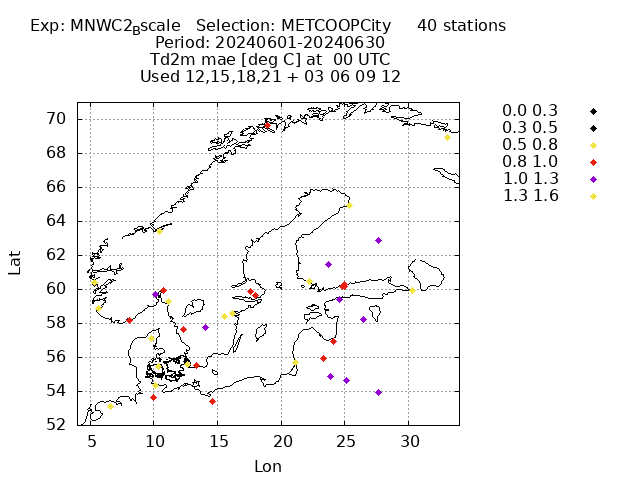 Exp: MNWC2_Bscale   Selection: METCOOPCity     40 stations
Period: 20240601-20240630
Td2m mae [deg C] at  00 UTC
Used 12,15,18,21 + 03 06 09 12
0.0 0.3
0.3 0.5
0.5 0.8
0.8 1.0
1.0 1.3
1.3 1.6
70
68
66
64
62
60
58
56
54
52
Lat
5 10 15 20 25 30
Lon